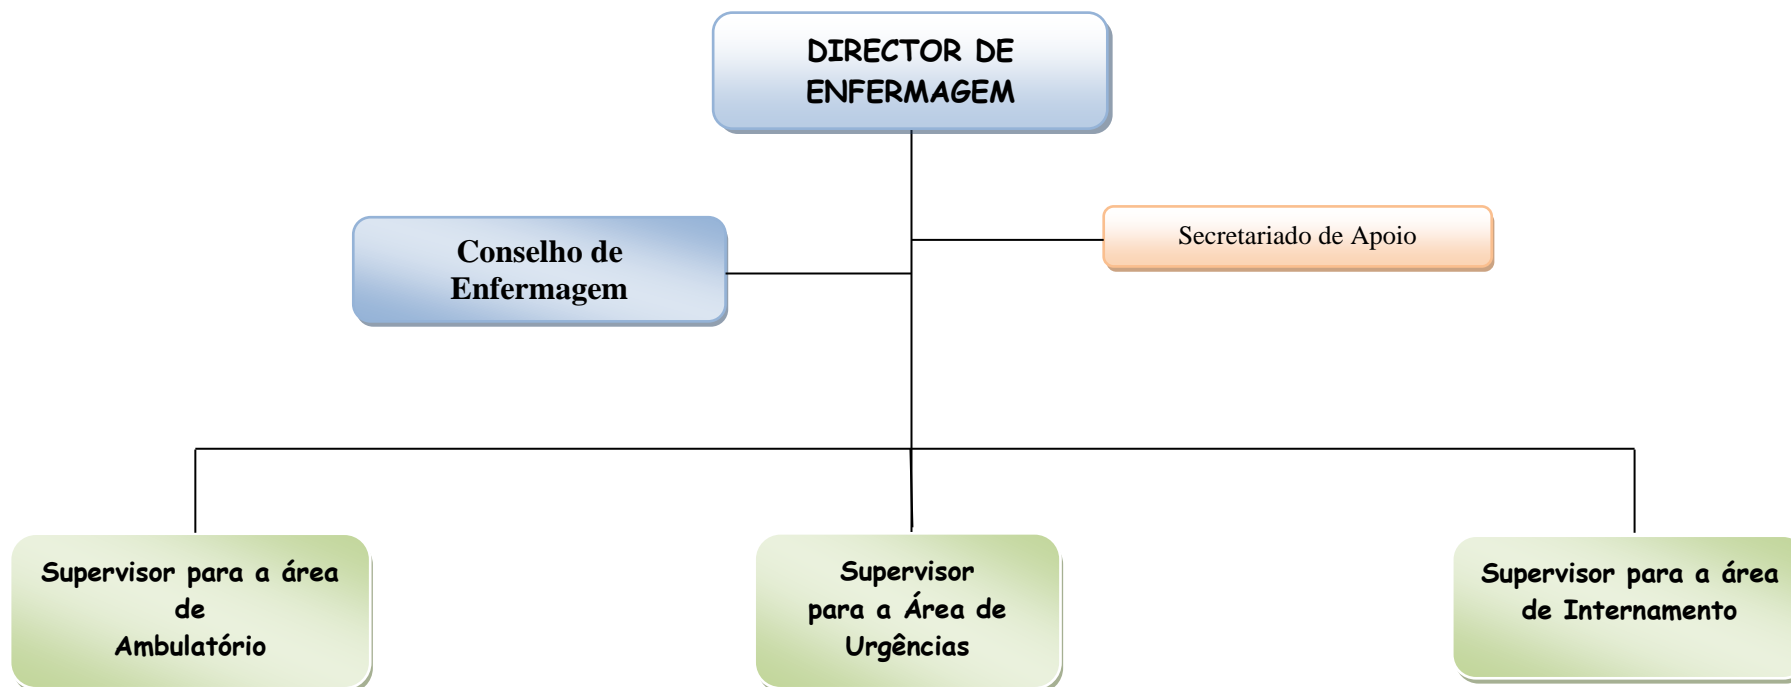 DIRECTOR DE
ENFERMAGEM
Secretariado de Apoio
Conselho de
Enfermagem
Supervisor para a área
de
Ambulatório
Supervisor
para a Área de
Urgências
Supervisor para a área
de Internamento